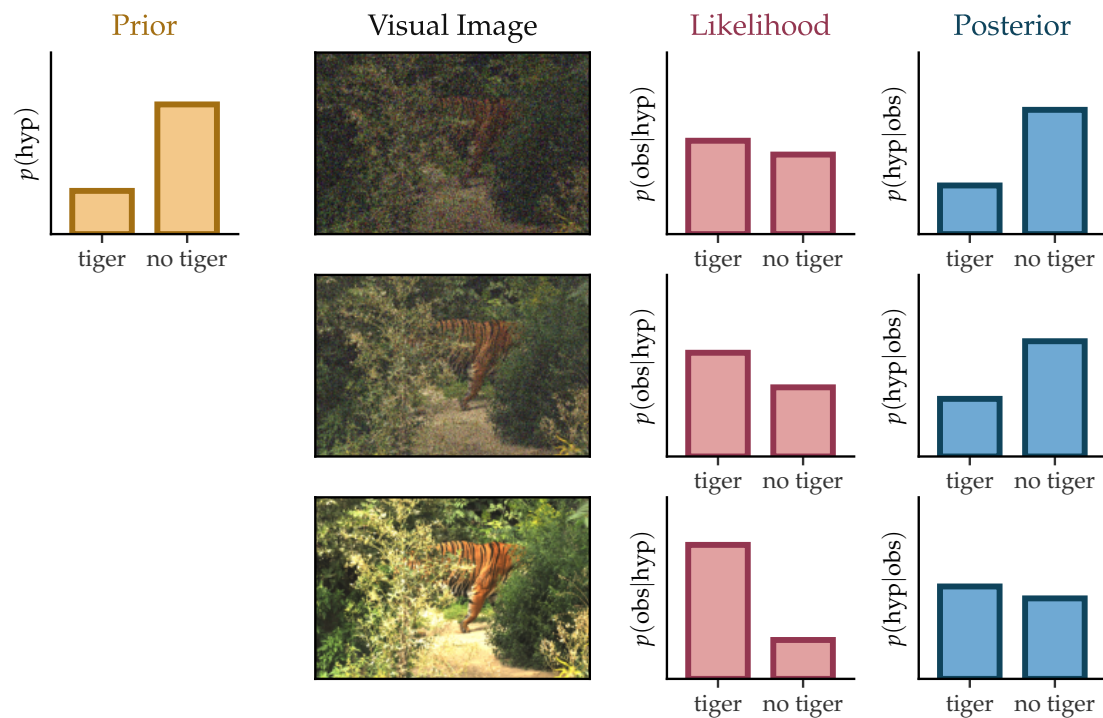 Prior
Visual Image
Likelihood
Posterior
p(hyp)
tiger no tiger
p(obs|hyp)
tiger no tiger
p(hyp|obs)
tiger no tiger
p(obs|hyp)
tiger no tiger
p(hyp|obs)
tiger no tiger
p(obs|hyp)
tiger no tiger
p(hyp|obs)
tiger no tiger